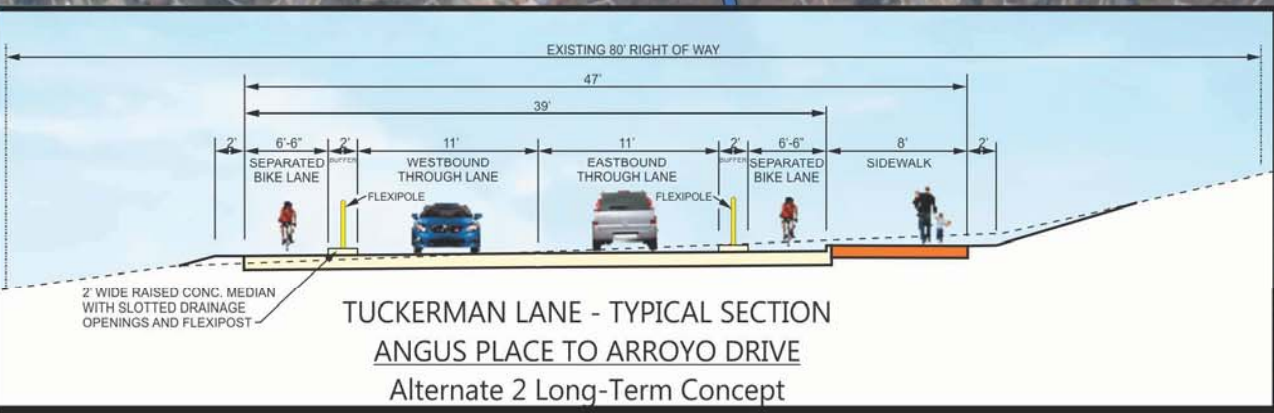 EXISTING 80' RIGHT OF WAY
47'
39'
2'
6'-6"
2'
11'
11'
2'
6'-6"
8'
2'
SEPARATED
BIKE LANE
BUFFER
WESTBOUND
THROUGH LANE
EASTBOUND
THROUGH LANE
BUFFER
SEPARATED
BIKE LANE
SIDEWALK
FLEXIPOLE
FLEXIPOLE
2' WIDE RAISED CONC. MEDIAN
WITH SLOTTED DRAINAGE
OPENINGS AND FLEXIPOST
TUCKERMAN LANE - TYPICAL SECTION
ANGUS PLACE TO ARROYO DRIVE
Alternate 2 Long-Term Concept